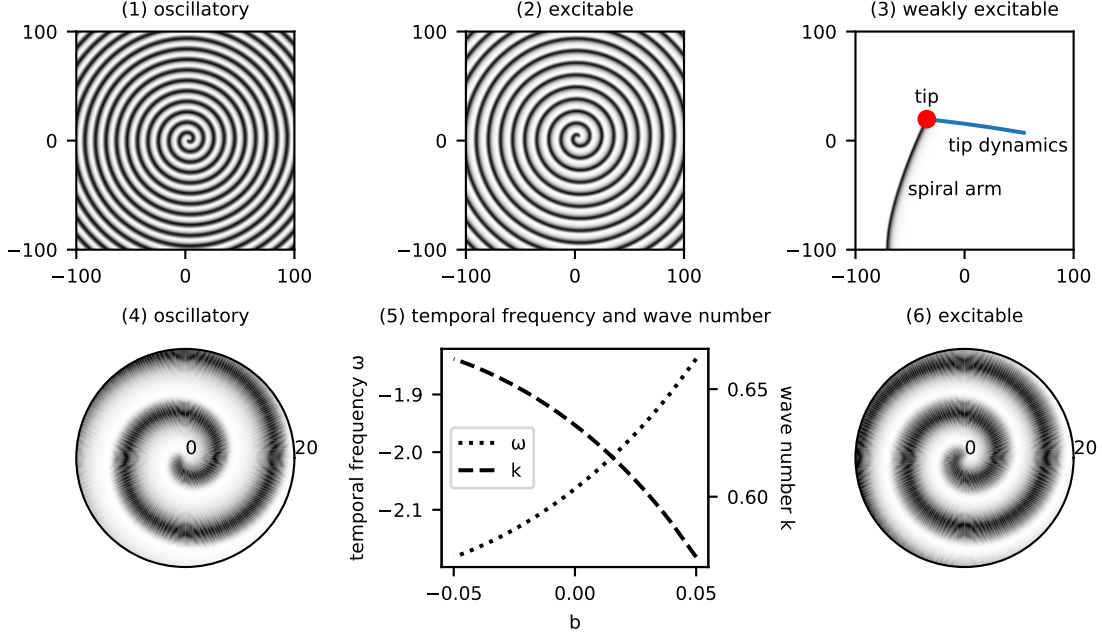 (1) oscillatory
(2) excitable
(3) weakly excitable
100
0
−100
−100
0
100
100
0
−100
−100
0
100
100
0
−100
−100
0
100
tip
tip dynamics
spiral arm
(4) oscillatory
(5) temporal frequency and wave number
(6) excitable
0
20
temporal frequency ω
−1.9
−2.0
−2.1
ω
k
0.65
0.60
wave number k
−0.05
0.00
0.05
b
0
20